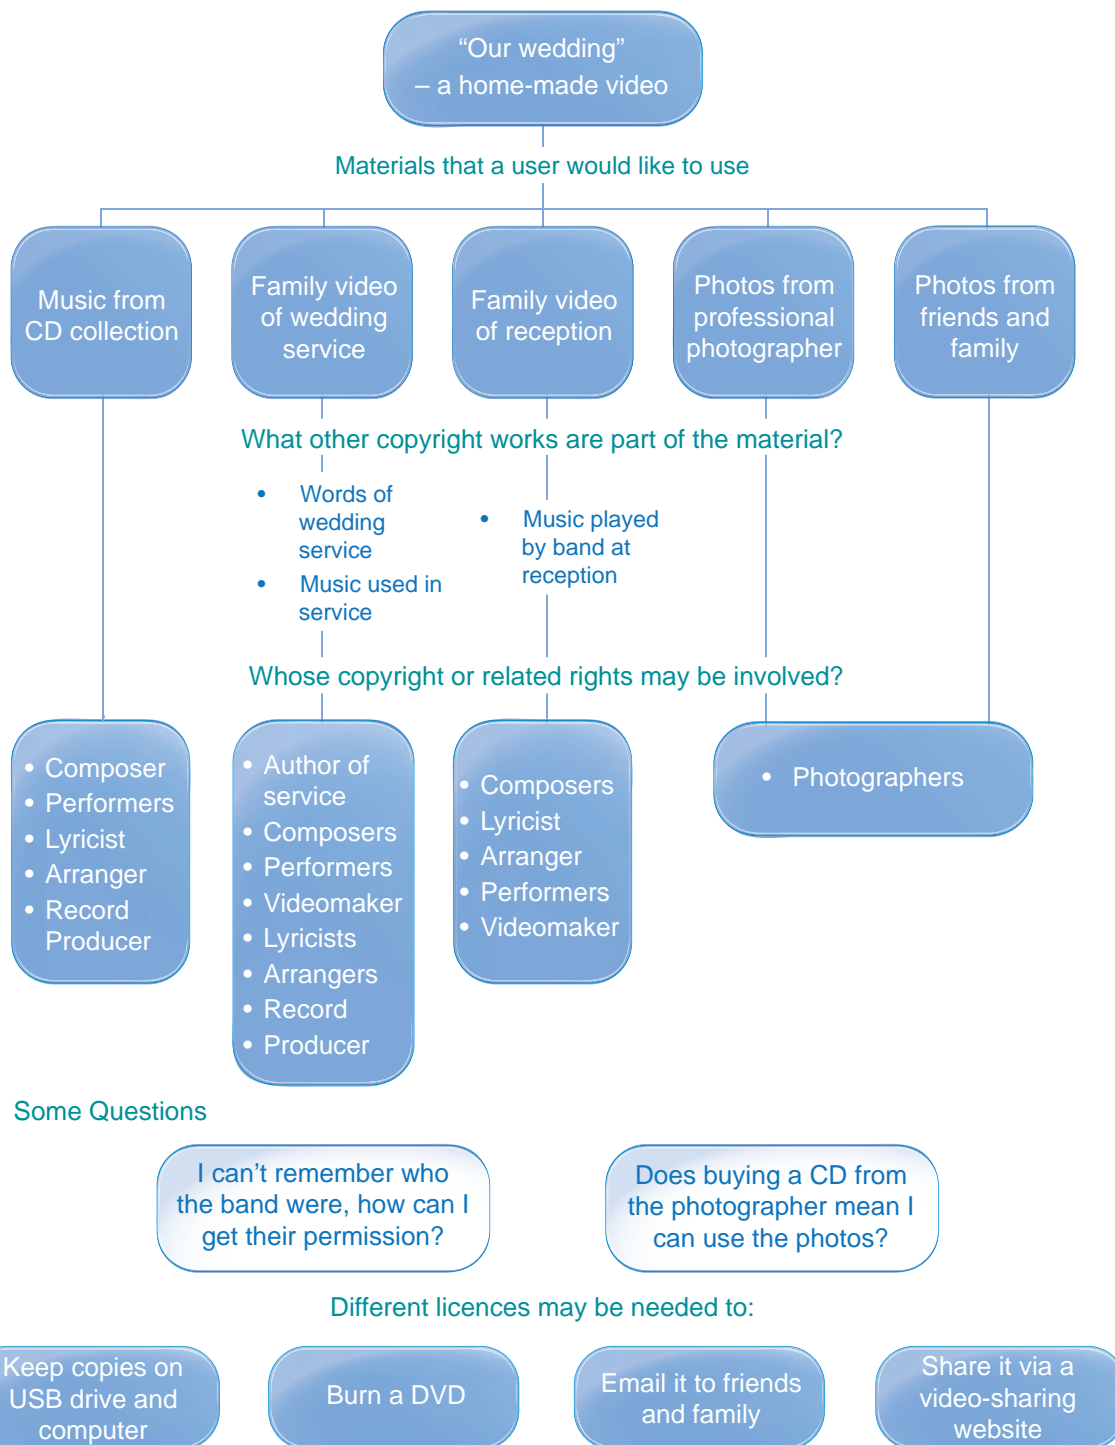 “Our wedding”
– a home-made video
Materials that a user would like to use
Music from
CD collection
Family video
of wedding
service
Family video
of reception
Photos from
professional
photographer
Photos from
friends and
family
What other copyright works are part of the material?
• Words of
wedding
service
• Music used in
service
• Music played
by band at
reception
Whose copyright or related rights may be involved?
• Composer
• Performers
• Lyricist
• Arranger
• Record
Producer
• Author of
service
• Composers
• Performers
• Videomaker
• Lyricists
• Arrangers
• Record
• Producer
• Composers
• Lyricist
• Arranger
• Performers
• Videomaker
• Photographers
Some Questions
I can’t remember who
the band were, how can I
get their permission?
Does buying a CD from
the photographer mean I
can use the photos?
Different licences may be needed to:
Keep copies on
USB drive and
computer
Burn a DVD
Email it to friends
and family
Share it via a
video-sharing
website